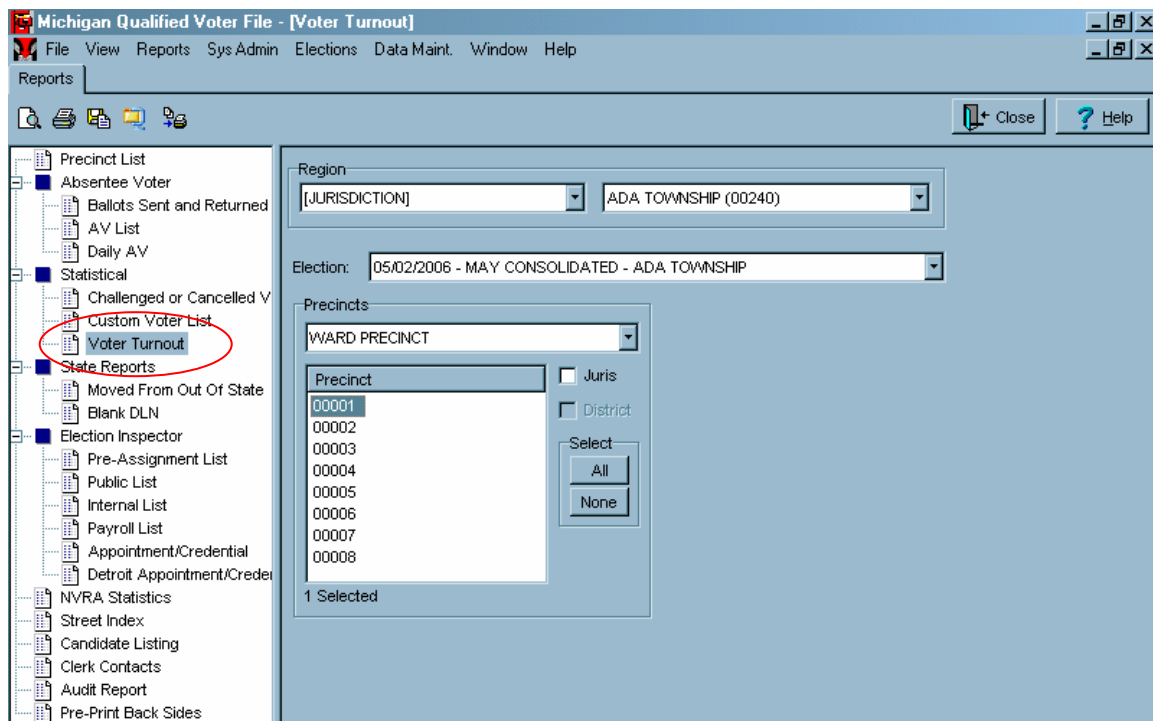 Michigan Qualified Voter File - [Voter Turnout]
File View Reports Sys Admin Elections Data Maint. Window Help
Reports
Close Help
Precinct List
Absentee Voter
Ballots Sent and Returned
AV List
Daily AV
Statistical
Challenged or Cancelled V
Custom Voter List
Voter Turnout
State Reports
Moved From Out Of State
Blank DLN
Election Inspector
Pre-Assignment List
Public List
Internal List
Payroll List
Appointment/Credential
Detroit Appointment/Creder
NVRA Statistics
Street Index
Candidate Listing
Clerk Contacts
Audit Report
Pre-Print Back Sides
Region
[JURISDICTION] ADA TOWNSHIP (00240)
Election: 05/02/2006 - MAY CONSOLIDATED - ADA TOWNSHIP
Precincts
WARD PRECINCT
Precinct
00001
00002
00003
00004
00005
00006
00007
00008
1 Selected
Juris
District
Select
All
None